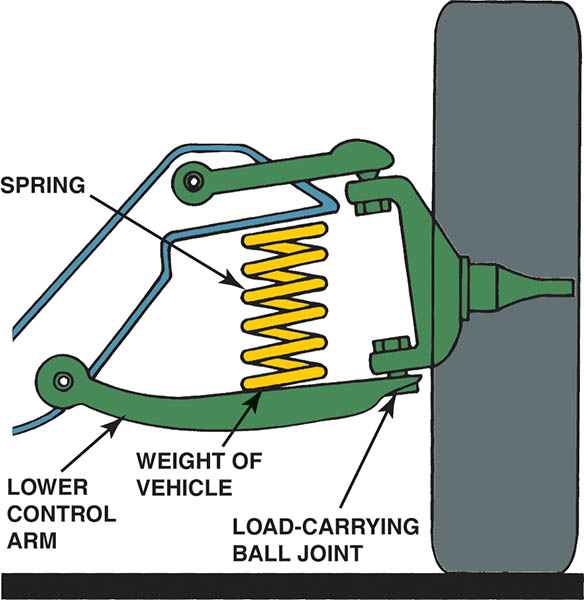 SPRING
WEIGHT OF
VEHICLE
LOWER
CONTROL
ARM
LOAD-CARRYING
BALL JOINT